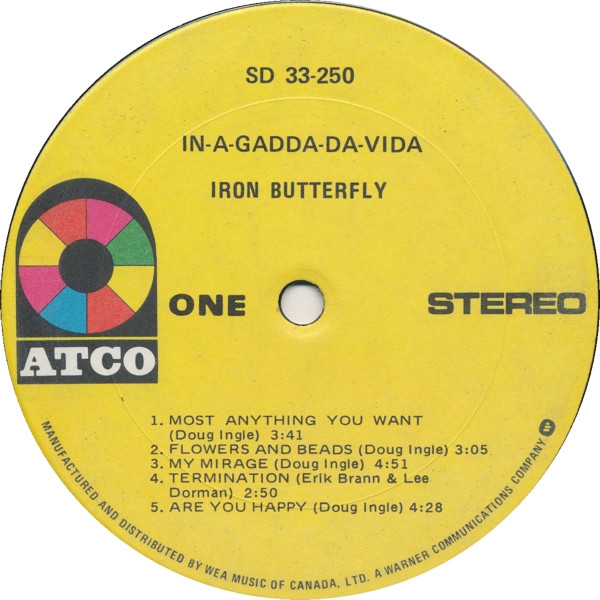 SD 33-250
IN-A-GADDA-DA-VIDA
IRON BUTTERFLY
ATCO
ONE
STEREO
1. MOST ANYTHING YOU WANT
(Doug Ingle) 3:41
2. FLOWERS AND BEADS (Doug Ingle) 3:05
3. MY MIRAGE (Doug Ingle) 4:51
4. TERMINATION (Erik Brann & Lee
Dorman) 2:50
5. ARE YOU HAPPY (Doug Ingle) 4:28
MANUFACTURED AND DISTRIBUTED BY WEA MUSIC OF CANADA, LTD. A WARNER COMMUNICATIONS COMPANY